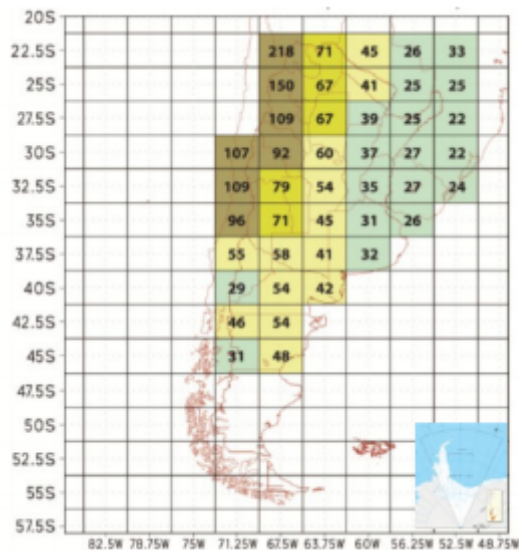 20S
22.5S 218 71 45 26 33
25S 150 67 41 25 25
27.5S 109 67 39 25 22
30S 107 92 60 37 27 22
32.5S 109 79 54 35 27 24
35S 96 71 45 31 26
37.5S 55 58 41 32
40S 29 54 42
42.5S 46 54
45S 31 48
47.5S
50S
52.5S
55S
57.5S
82.5W 78.75W 75W 71.25W 67.5W 63.75W 60W 56.25W 52.5W 48.75W